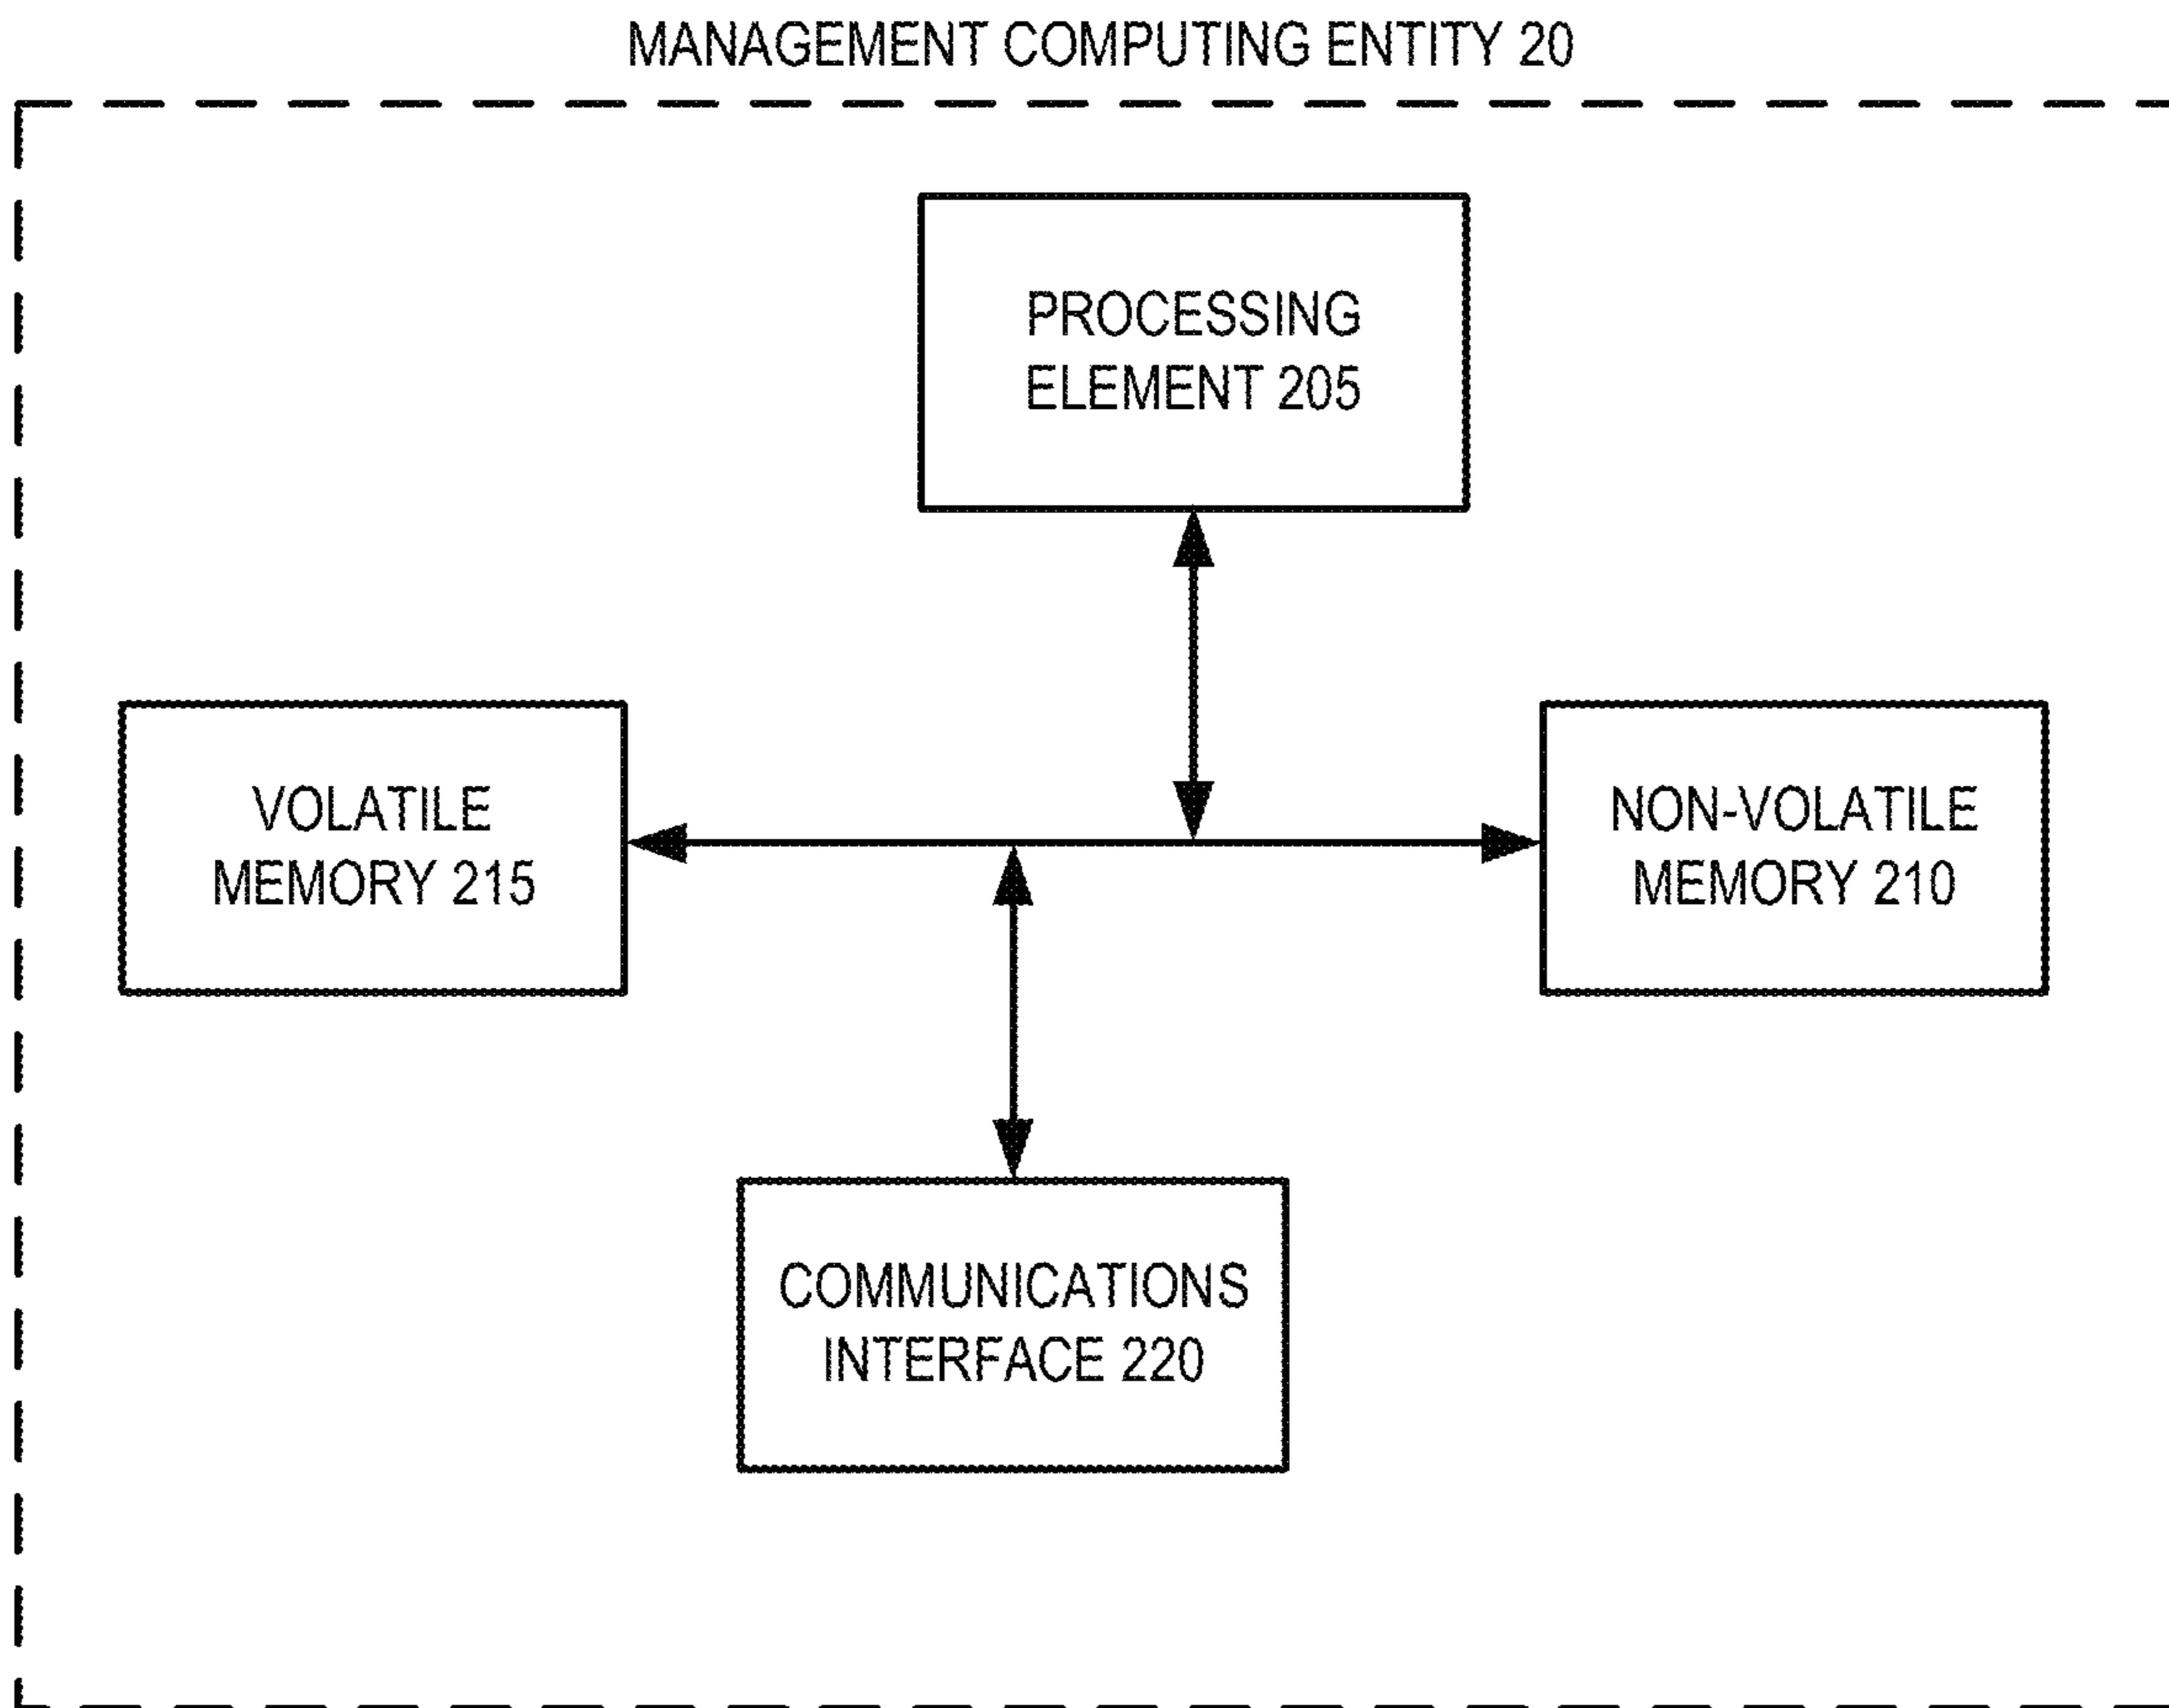 MANAGEMENT COMPUTING ENTITY 20
PROCESSING
ELEMENT 205
VOLATILE
MEMORY 215
NON-VOLATILE
MEMORY 210
COMMUNICATIONS
INTERFACE 220